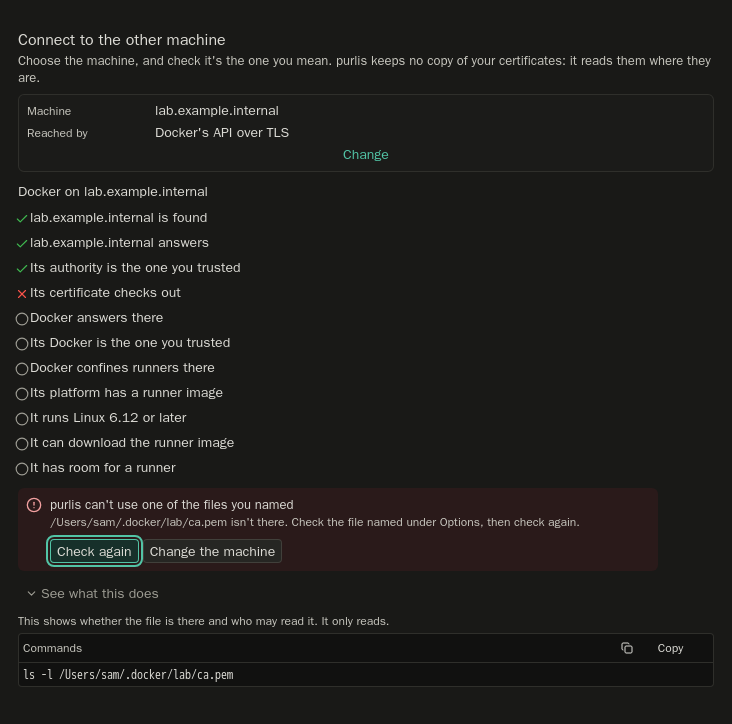 Connect to the other machine
Choose the machine, and check it's the one you mean. purlis keeps no copy of your certificates: it reads them where they
are.
Machine lab.example.internal
Reached by Docker's API over TLS
Change
Docker on lab.example.internal
lab.example.internal is found
lab.example.internal answers
Its authority is the one you trusted
Its certificate checks out
Docker answers there
Its Docker is the one you trusted
Docker confines runners there
Its platform has a runner image
It runs Linux 6.12 or later
It can download the runner image
It has room for a runner
purlis can't use one of the files you named
/Users/sam/.docker/lab/ca.pem isn't there. Check the file named under Options, then check again.
Check again Change the machine
See what this does
This shows whether the file is there and who may read it. It only reads.
Commands Copy
ls -l /Users/sam/.docker/lab/ca.pem